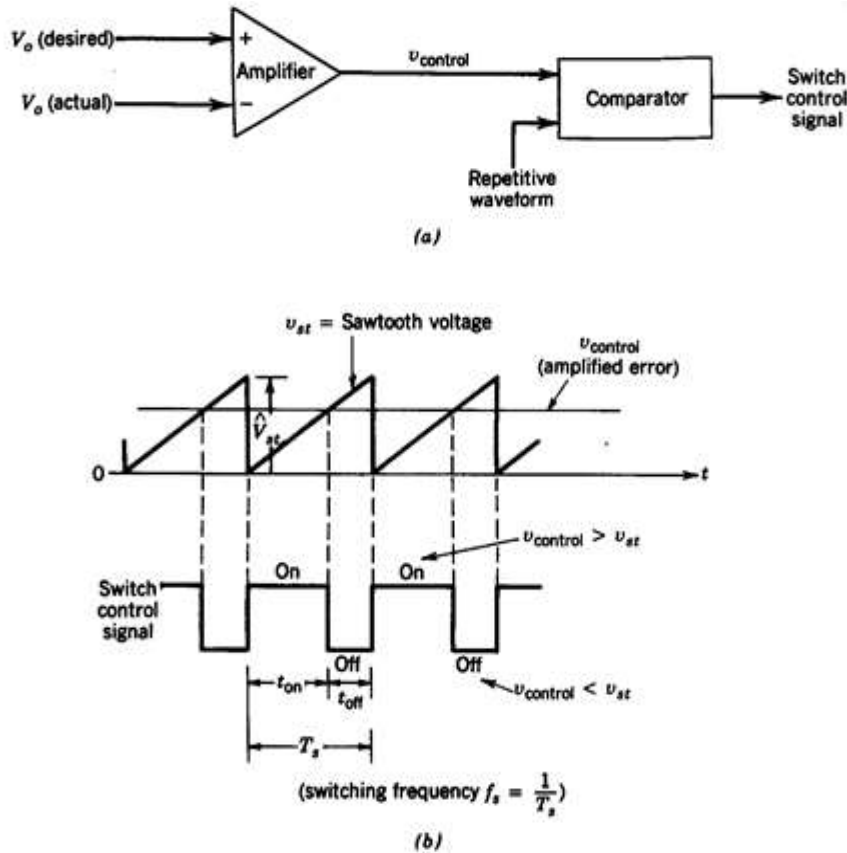 V_o (desired)
+
Amplifier
V_o (actual)
−
v_control
Comparator
Switch
control
signal
Repetitive
waveform
(a)
v_st = Sawtooth voltage
v_control
(amplified error)
V̂_st
0
t
v_control > v_st
On
On
Switch
control
signal
Off
Off
t_on
t_off
v_control < v_st
T_s
(switching frequency f_s = 1/T_s)
(b)